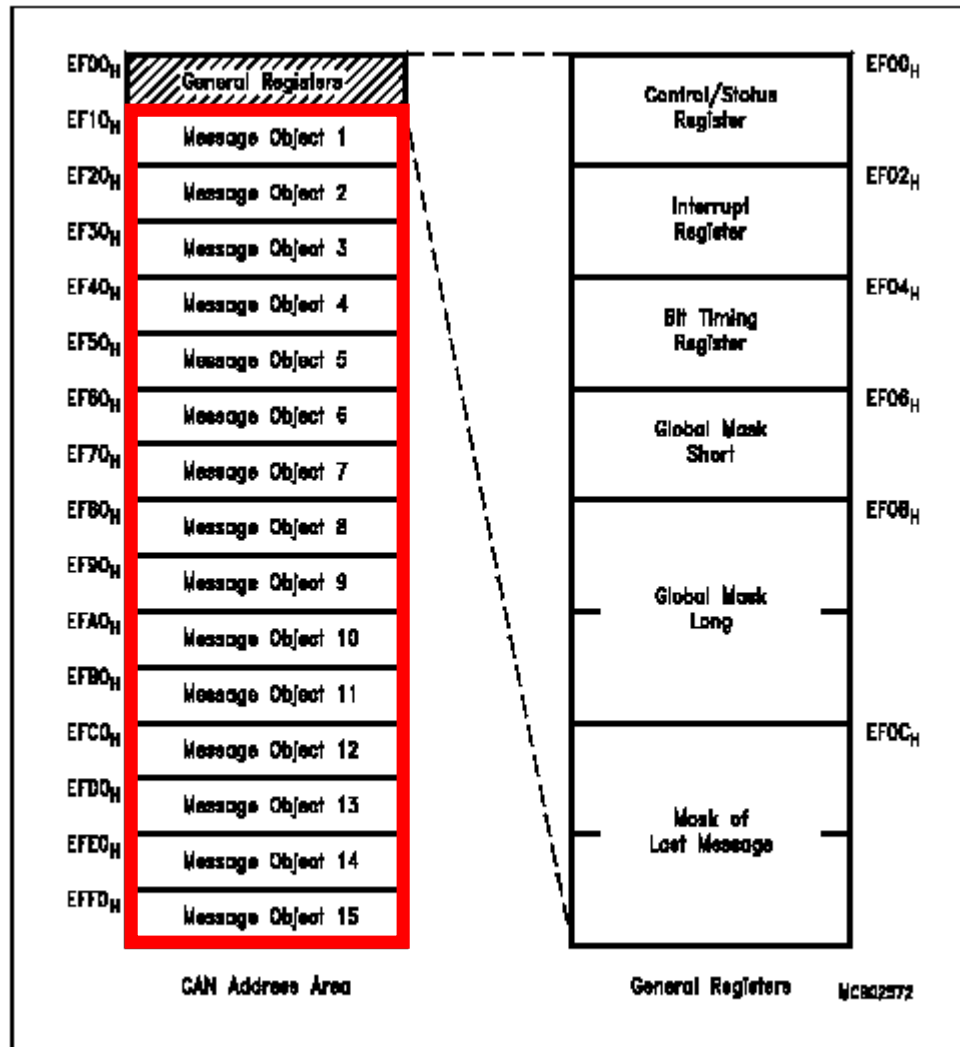 EF00H
General Registers
EF10H
Message Object 1
EF20H
Message Object 2
EF30H
Message Object 3
EF40H
Message Object 4
EF50H
Message Object 5
EF60H
Message Object 6
EF70H
Message Object 7
EF80H
Message Object 8
EF90H
Message Object 9
EFA0H
Message Object 10
EFB0H
Message Object 11
EFC0H
Message Object 12
EFD0H
Message Object 13
EFE0H
Message Object 14
EFF0H
Message Object 15
CAN Address Area
EF00H
Control/Status
Register
EF02H
Interrupt
Register
EF04H
Bit Timing
Register
EF06H
Global Mask
Short
EF08H
Global Mask
Long
EF0CH
Mask of
Last Message
General Registers